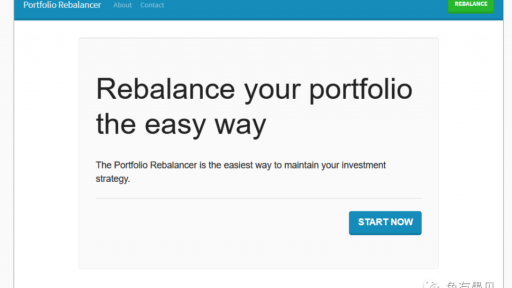 Portfolio Rebalancer About Contact REBALANCE
Rebalance your portfolio
the easy way
The Portfolio Rebalancer is the easiest way to maintain your investment
strategy.
START NOW